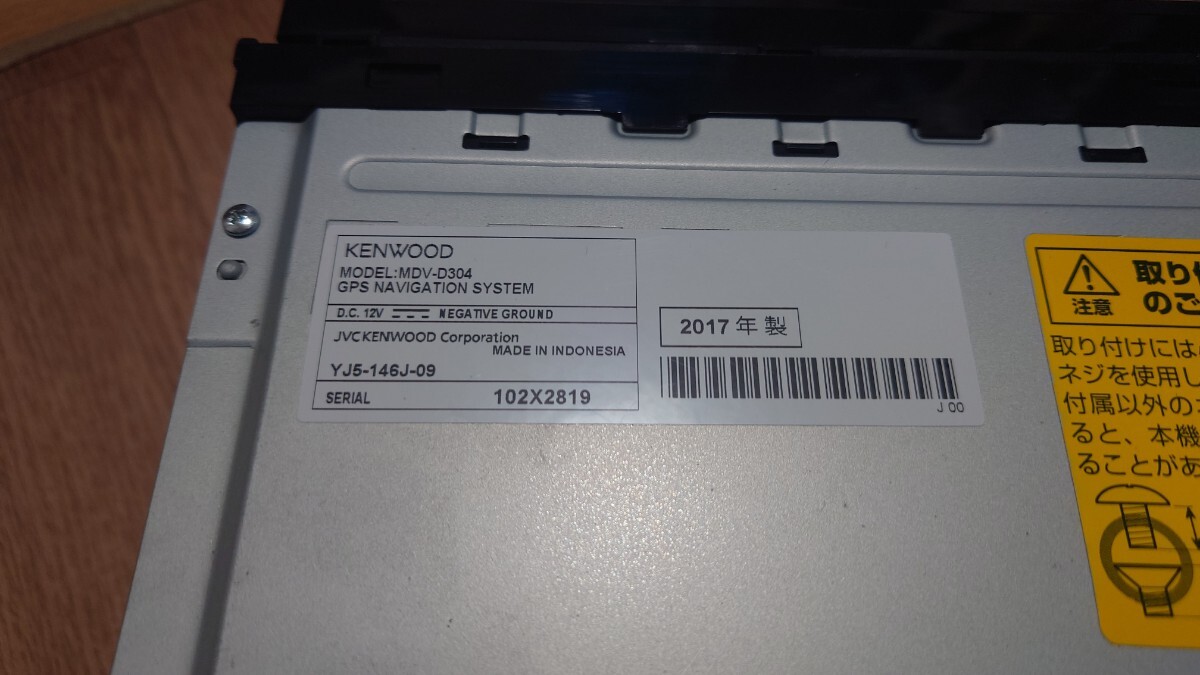 KENWOOD
MODEL:MDV-D304
GPS NAVIGATION SYSTEM
D.C. 12V NEGATIVE GROUND
JVCKENWOOD Corporation
MADE IN INDONESIA
YJ5-146J-09
SERIAL 102X2819
2017 年 製
J 00
注意
取り付
のご
取り付けには
ネジを使用し
付属以外の
ると、本機
ることがあ